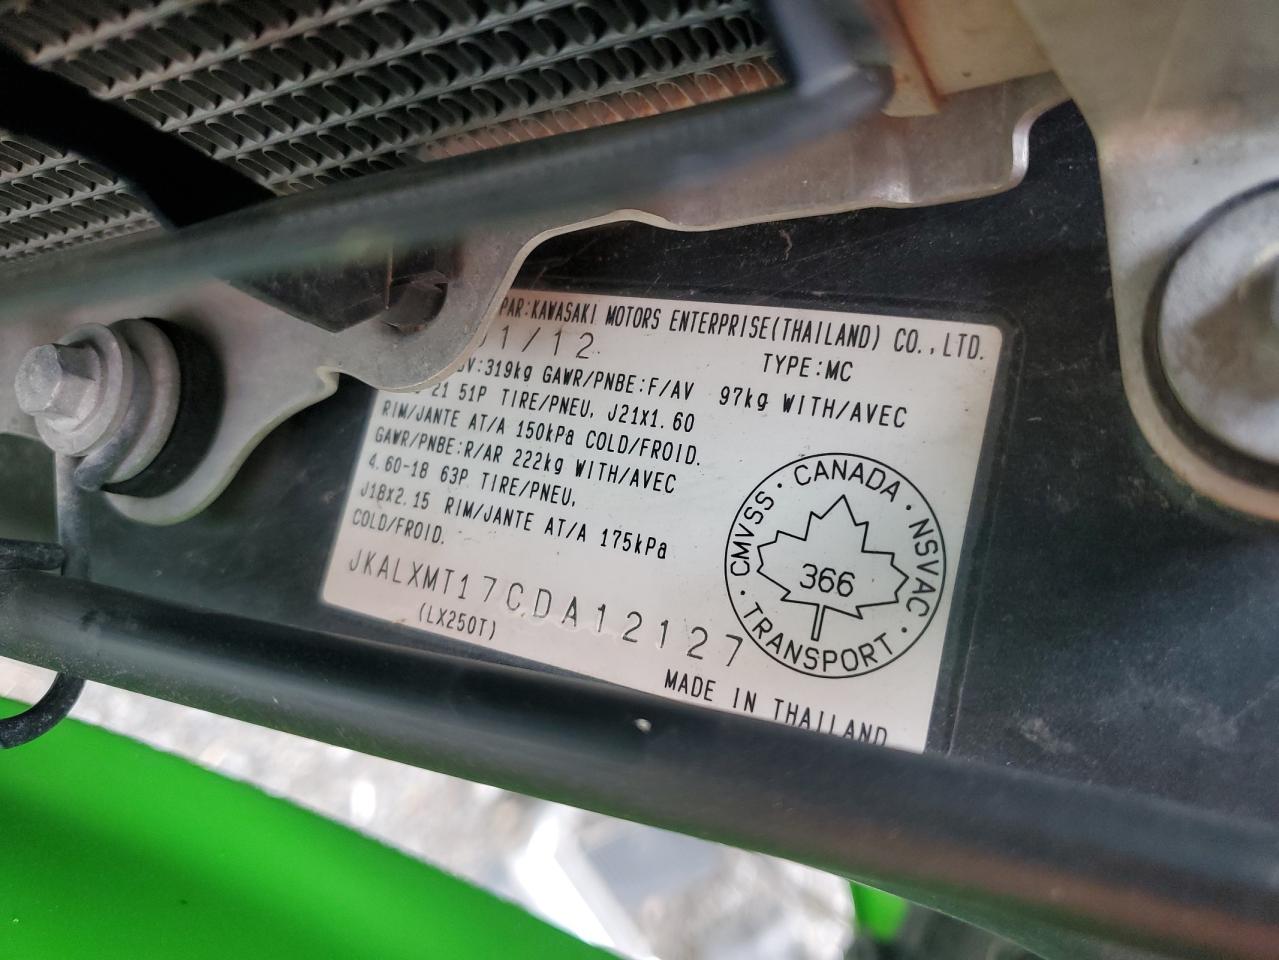 PAR:KAWASAKI MOTORS ENTERPRISE(THAILAND) CO.,LTD.
01/12
TYPE:MC
:319kg GAWR/PNBE:F/AV 97kg WITH/AVEC
21 51P TIRE/PNEU, J21x1.60
RIM/JANTE AT/A 150kPa COLD/FROID.
GAWR/PNBE:R/AR 222kg WITH/AVEC
4.60-18 63P TIRE/PNEU,
J18x2.15 RIM/JANTE AT/A 175kPa
COLD/FROID.
JKALXMT17CDA12127
(LX250T)
MADE IN THAILAND
CMVSS · CANADA · NSVAC · TRANSPORT ·
366